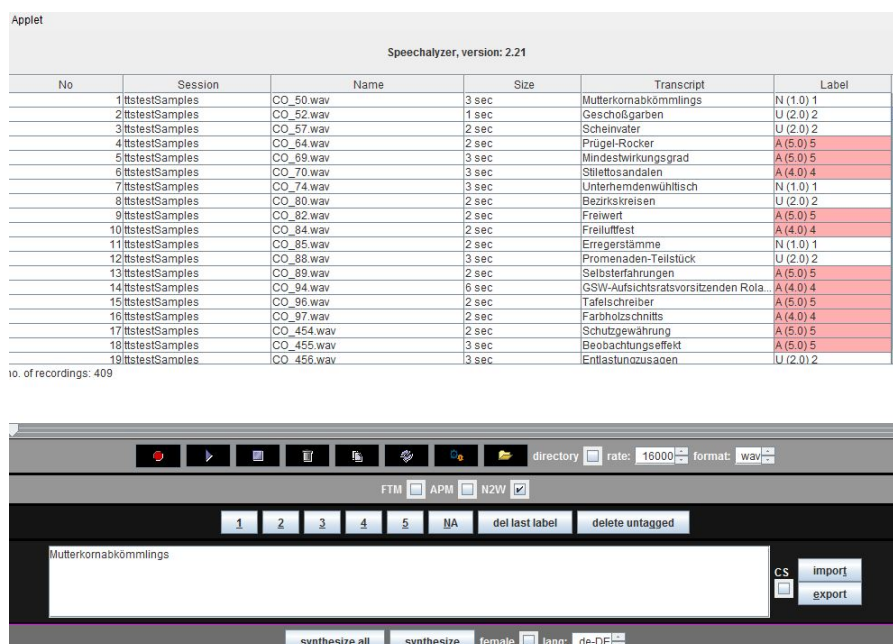 Applet
Speechalyzer, version: 2.21
No Session Name Size Transcript Label
1 ttstestSamples CO_50.wav 3 sec Mutterkornabkömmlings N (1.0) 1
2 ttstestSamples CO_52.wav 1 sec Geschoßgarben U (2.0) 2
3 ttstestSamples CO_57.wav 2 sec Scheinvater U (2.0) 2
4 ttstestSamples CO_64.wav 2 sec Prügel-Rocker A (5.0) 5
5 ttstestSamples CO_69.wav 3 sec Mindestwirkungsgrad A (5.0) 5
6 ttstestSamples CO_70.wav 3 sec Stilettosandalen A (4.0) 4
7 ttstestSamples CO_74.wav 3 sec Unterhemdenwühltisch N (1.0) 1
8 ttstestSamples CO_80.wav 2 sec Bezirkskreisen U (2.0) 2
9 ttstestSamples CO_82.wav 2 sec Freiwert A (5.0) 5
10 ttstestSamples CO_84.wav 2 sec Freiluftfest A (4.0) 4
11 ttstestSamples CO_85.wav 2 sec Erregerstämme N (1.0) 1
12 ttstestSamples CO_88.wav 3 sec Promenaden-Teilstück U (2.0) 2
13 ttstestSamples CO_89.wav 2 sec Selbsterfahrungen A (5.0) 5
14 ttstestSamples CO_94.wav 6 sec GSW-Aufsichtsratsvorsitzenden Rola... A (4.0) 4
15 ttstestSamples CO_96.wav 2 sec Tafelschreiber A (5.0) 5
16 ttstestSamples CO_97.wav 2 sec Farbholzschnitts A (4.0) 4
17 ttstestSamples CO_454.wav 2 sec Schutzgewährung A (5.0) 5
18 ttstestSamples CO_455.wav 3 sec Beobachtungseffekt A (5.0) 5
19 ttstestSamples CO_456.wav 3 sec Entlastungzusagen U (2.0) 2
no. of recordings: 409
directory rate: 16000 format: wav
FTM APM N2W
1 2 3 4 5 NA del last label delete untagged
Mutterkornabkömmlings
CS import
export
synthesize all synthesize female lang: de-DE